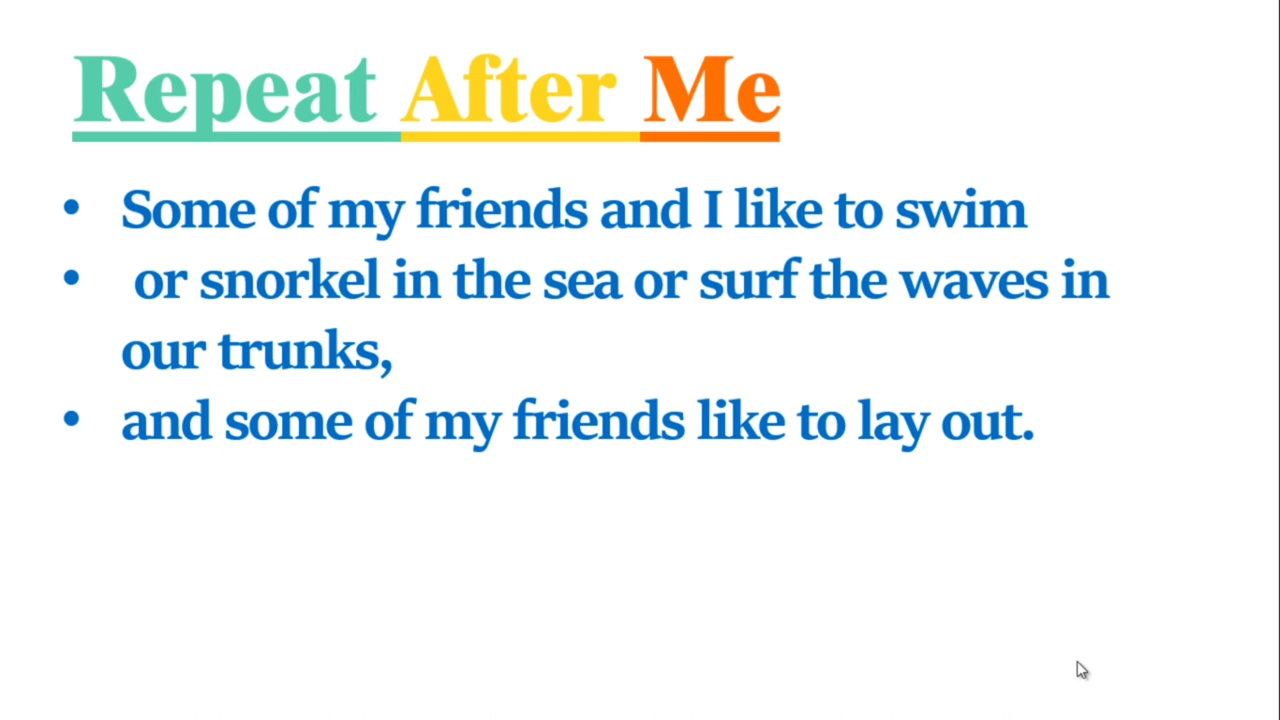 Repeat After Me
• Some of my friends and I like to swim
• or snorkel in the sea or surf the waves in
our trunks,
• and some of my friends like to lay out.